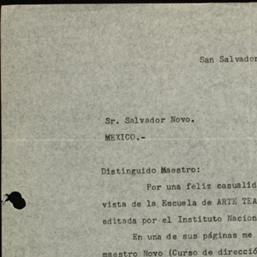 San Salvador
Sr. Salvador Novo.
MEXICO.-
Distinguido Maestro:
Por una feliz casualid
vista de la Escuela de ARTE TEA
editada por el Instituto Nacion
En una de sus páginas me
maestro Novo (Curso de direcció